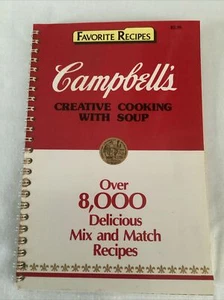 FAVORITE RECIPES
Campbell's
CREATIVE COOKING
WITH SOUP
Over
8,000
Delicious
Mix and Match
Recipes